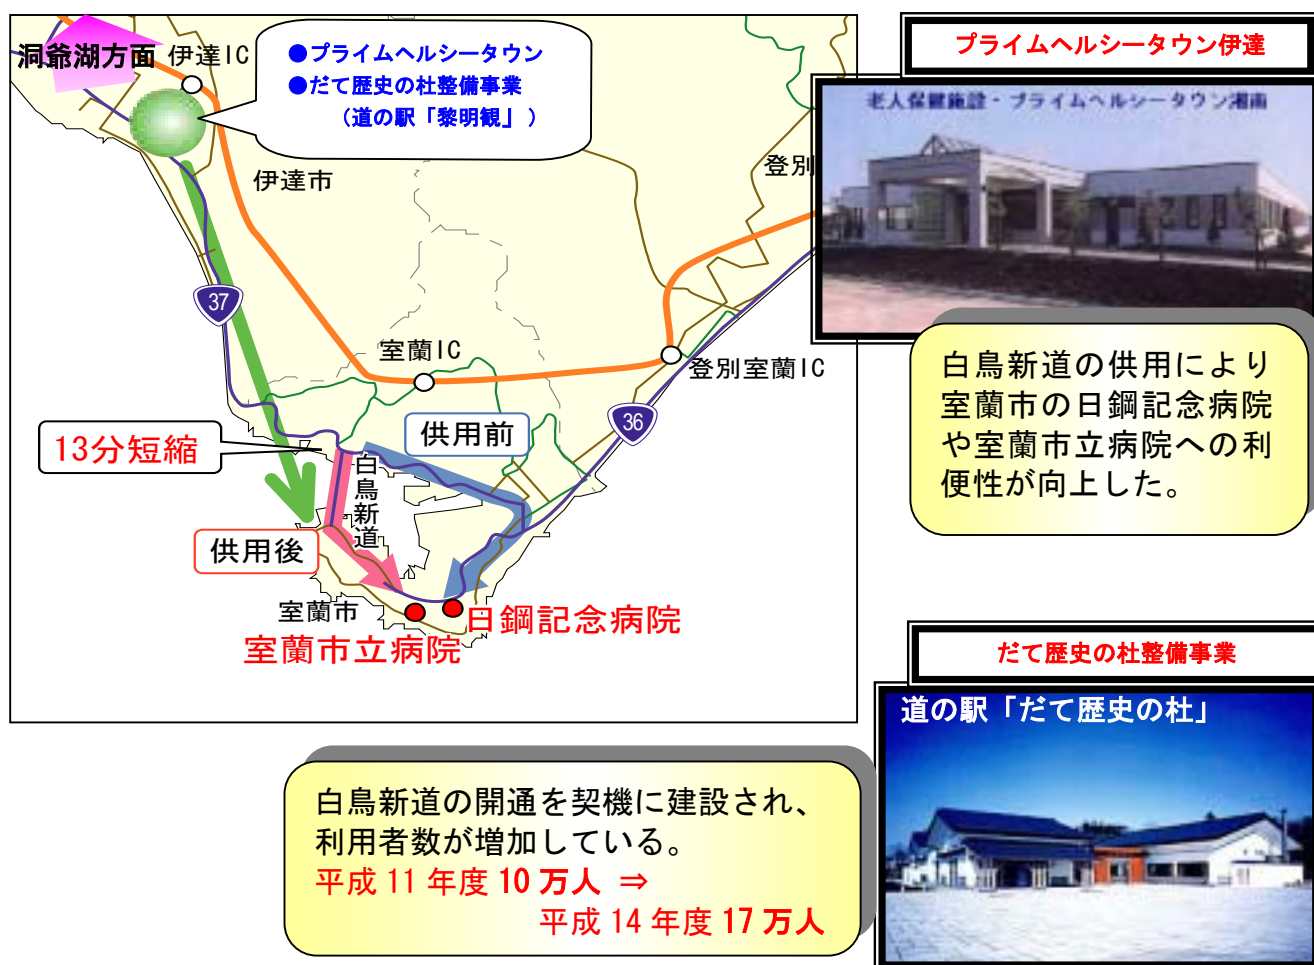 洞爺湖方面
伊達IC
●プライムヘルシータウン
●だて歴史の杜整備事業
(道の駅「黎明観」)
伊達市
登別
37
室蘭IC
登別室蘭IC
36
13分短縮
供用前
白鳥新道
供用後
室蘭市
日鋼記念病院
室蘭市立病院
プライムヘルシータウン伊達
老人保健施設・プライムヘルシータウン湘南
白鳥新道の供用により
室蘭市の日鋼記念病院
や室蘭市立病院への利
便性が向上した。
だて歴史の杜整備事業
道の駅「だて歴史の杜」
白鳥新道の開通を契機に建設され、
利用者数が増加している。
平成 11 年度 10 万人 ⇒
平成 14 年度 17 万人